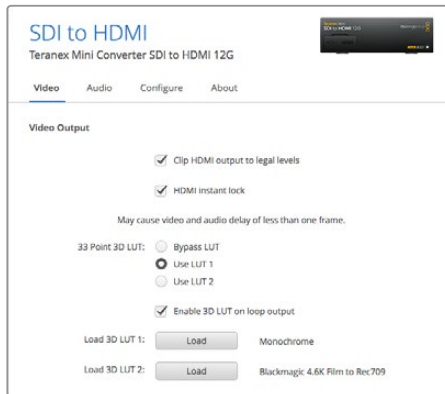 SDI to HDMI
Teranex Mini Converter SDI to HDMI 12G
Video Audio Configure About
Video Output
Clip HDMI output to legal levels
HDMI instant lock
May cause video and audio delay of less than one frame.
33 Point 3D LUT: Bypass LUT
Use LUT 1
Use LUT 2
Enable 3D LUT on loop output
Load 3D LUT 1: Load Monochrome
Load 3D LUT 2: Load Blackmagic 4.6K Film to Rec709